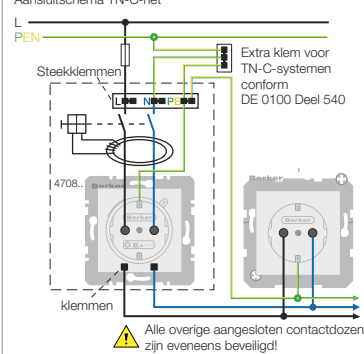 Aansluitschema TN-C-net
L
PEN
Extra klem voor
TN-C-systemen
conform
DE 0100 Deel 540
Steekklemmen
L N PE
4708..
Berker
Berker
Berker
klemmen
Alle overige aangesloten contactdozen
zijn eveneens beveiligd!